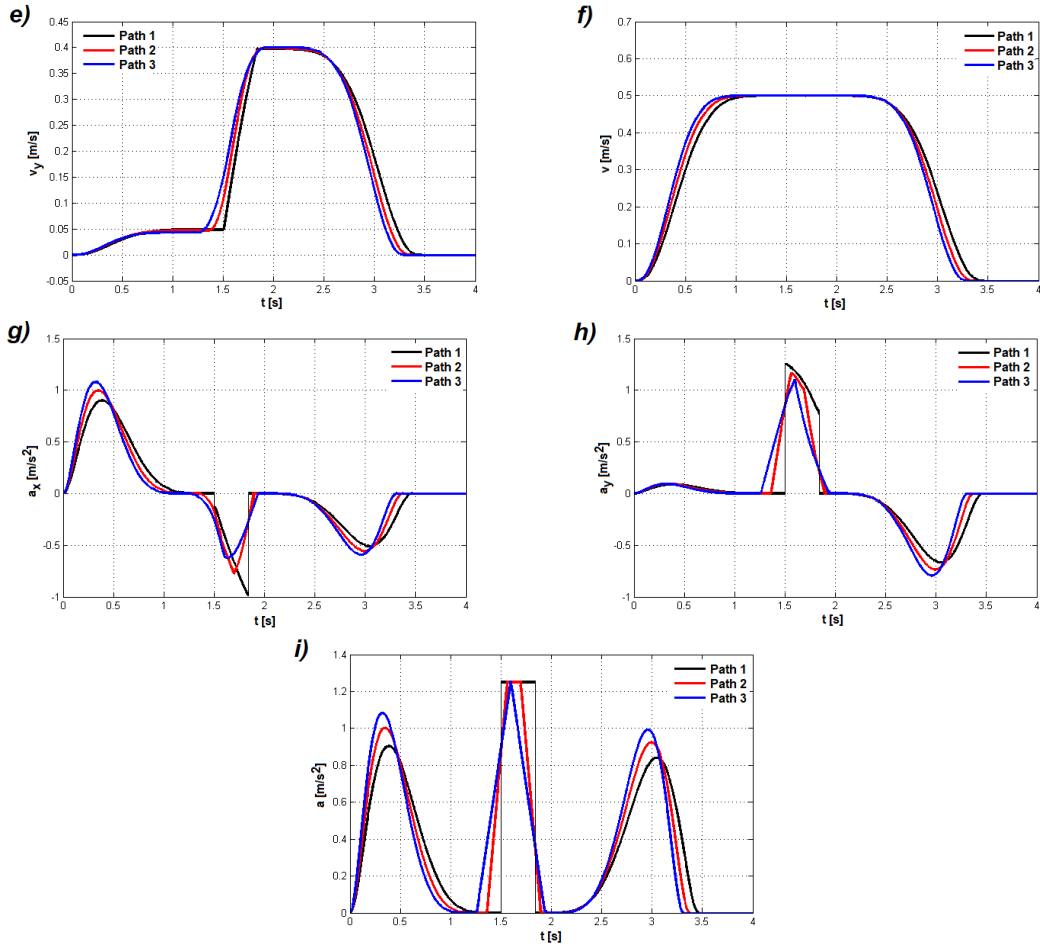 e)
v_y [m/s]
0.45
0.4
0.35
0.3
0.25
0.2
0.15
0.1
0.05
0
-0.05
Path 1
Path 2
Path 3
0 0.5 1 1.5 2 2.5 3 3.5 4
t [s]
f)
v [m/s]
0.7
0.6
0.5
0.4
0.3
0.2
0.1
0
Path 1
Path 2
Path 3
0 0.5 1 1.5 2 2.5 3 3.5 4
t [s]
g)
a_x [m/s²]
1.5
1
0.5
0
-0.5
-1
Path 1
Path 2
Path 3
0 0.5 1 1.5 2 2.5 3 3.5 4
t [s]
h)
a_y [m/s²]
1.5
1
0.5
0
-0.5
-1
Path 1
Path 2
Path 3
0 0.5 1 1.5 2 2.5 3 3.5 4
t [s]
i)
a [m/s²]
1.4
1.2
1
0.8
0.6
0.4
0.2
0
Path 1
Path 2
Path 3
0 0.5 1 1.5 2 2.5 3 3.5 4
t [s]